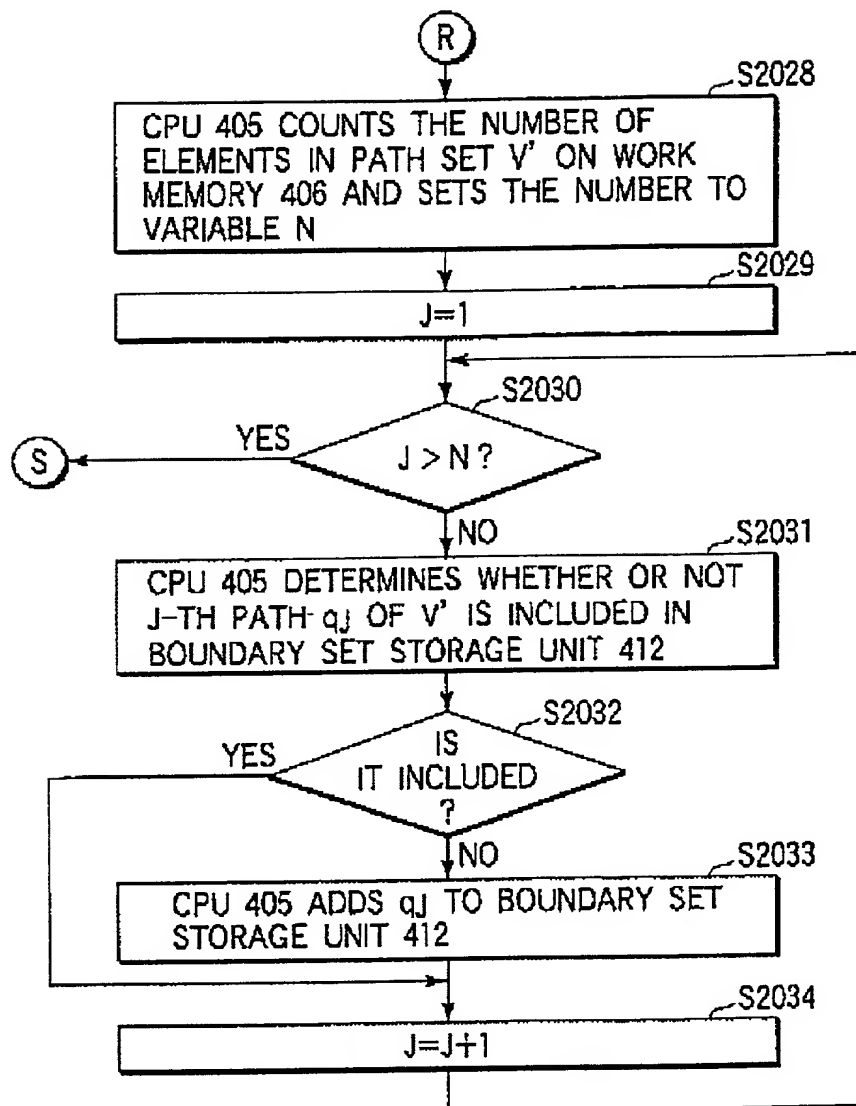 R
S2028
CPU 405 COUNTS THE NUMBER OF
ELEMENTS IN PATH SET V' ON WORK
MEMORY 406 AND SETS THE NUMBER TO
VARIABLE N
S2029
J=1
S2030
YES
S
J > N ?
NO
S2031
CPU 405 DETERMINES WHETHER OR NOT
J-TH PATH qJ OF V' IS INCLUDED IN
BOUNDARY SET STORAGE UNIT 412
S2032
YES
IS
IT INCLUDED
?
NO
S2033
CPU 405 ADDS qJ TO BOUNDARY SET
STORAGE UNIT 412
S2034
J=J+1